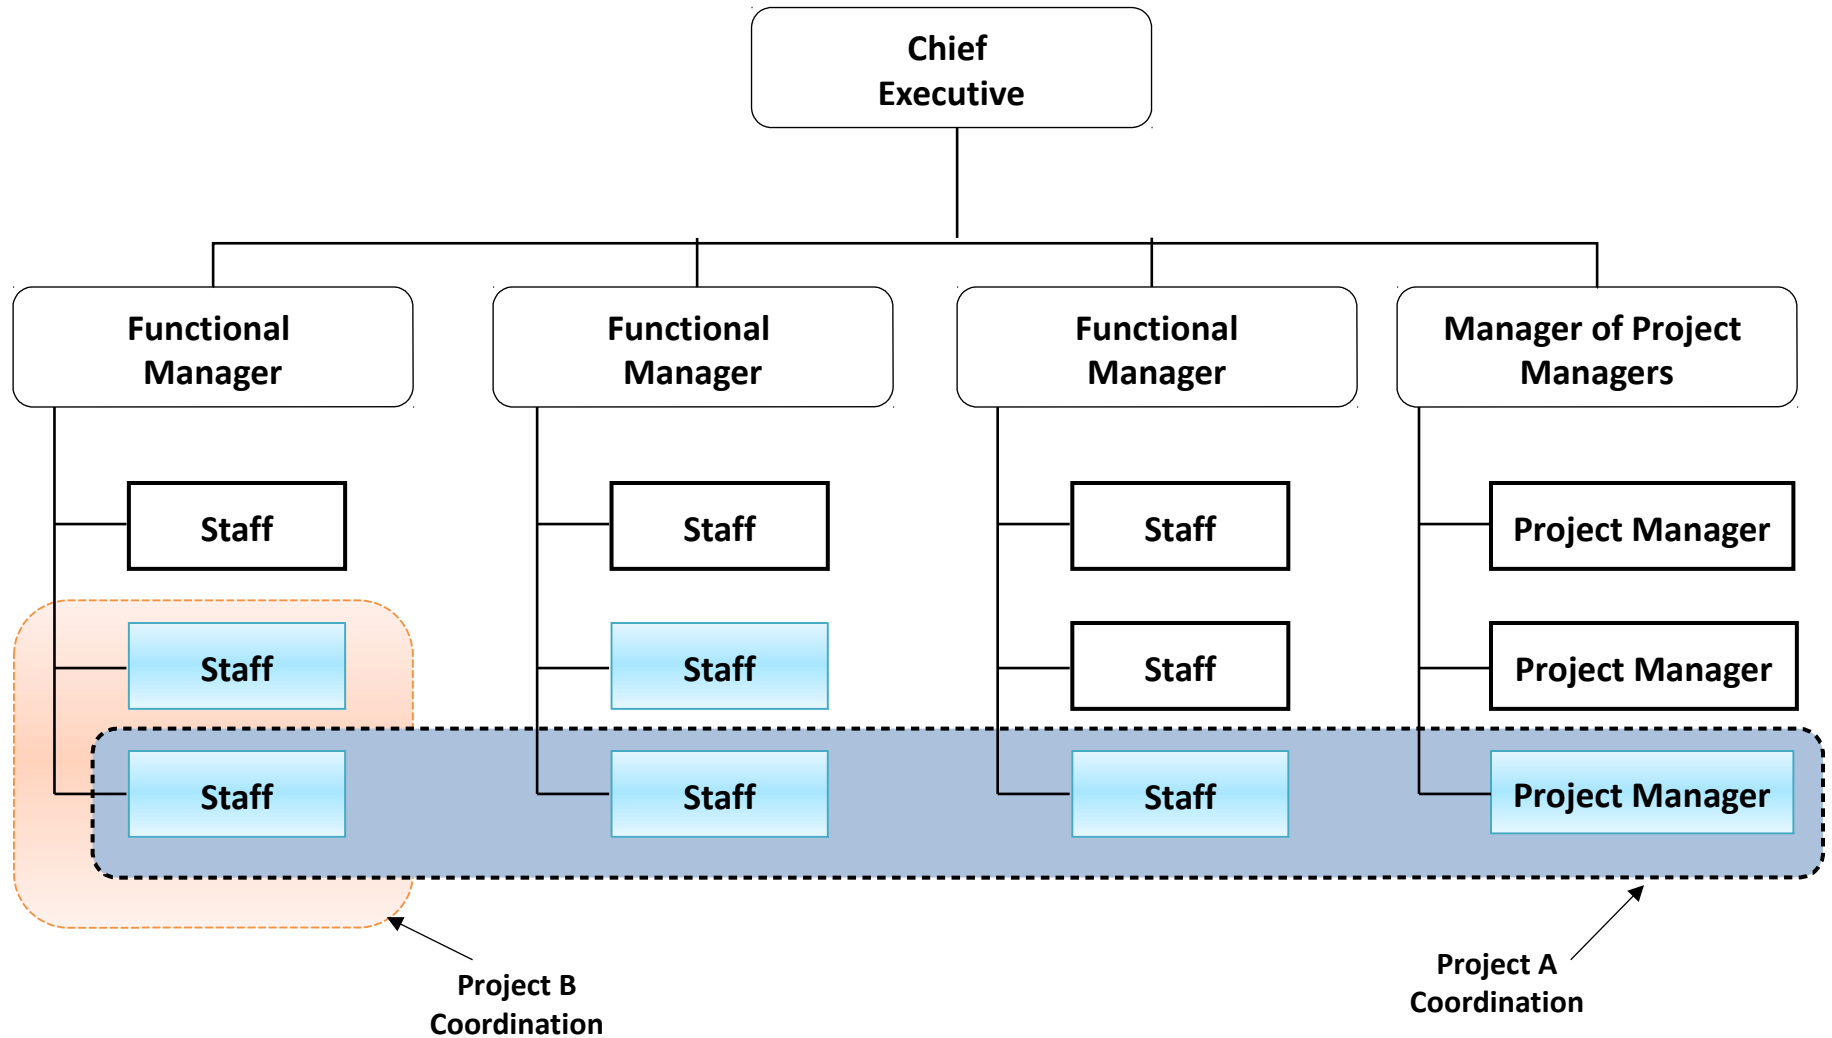 Chief
Executive
Functional
Manager
Functional
Manager
Functional
Manager
Manager of Project
Managers
Staff
Staff
Staff
Project Manager
Staff
Staff
Staff
Project Manager
Staff
Staff
Staff
Project Manager
Project B
Coordination
Project A
Coordination